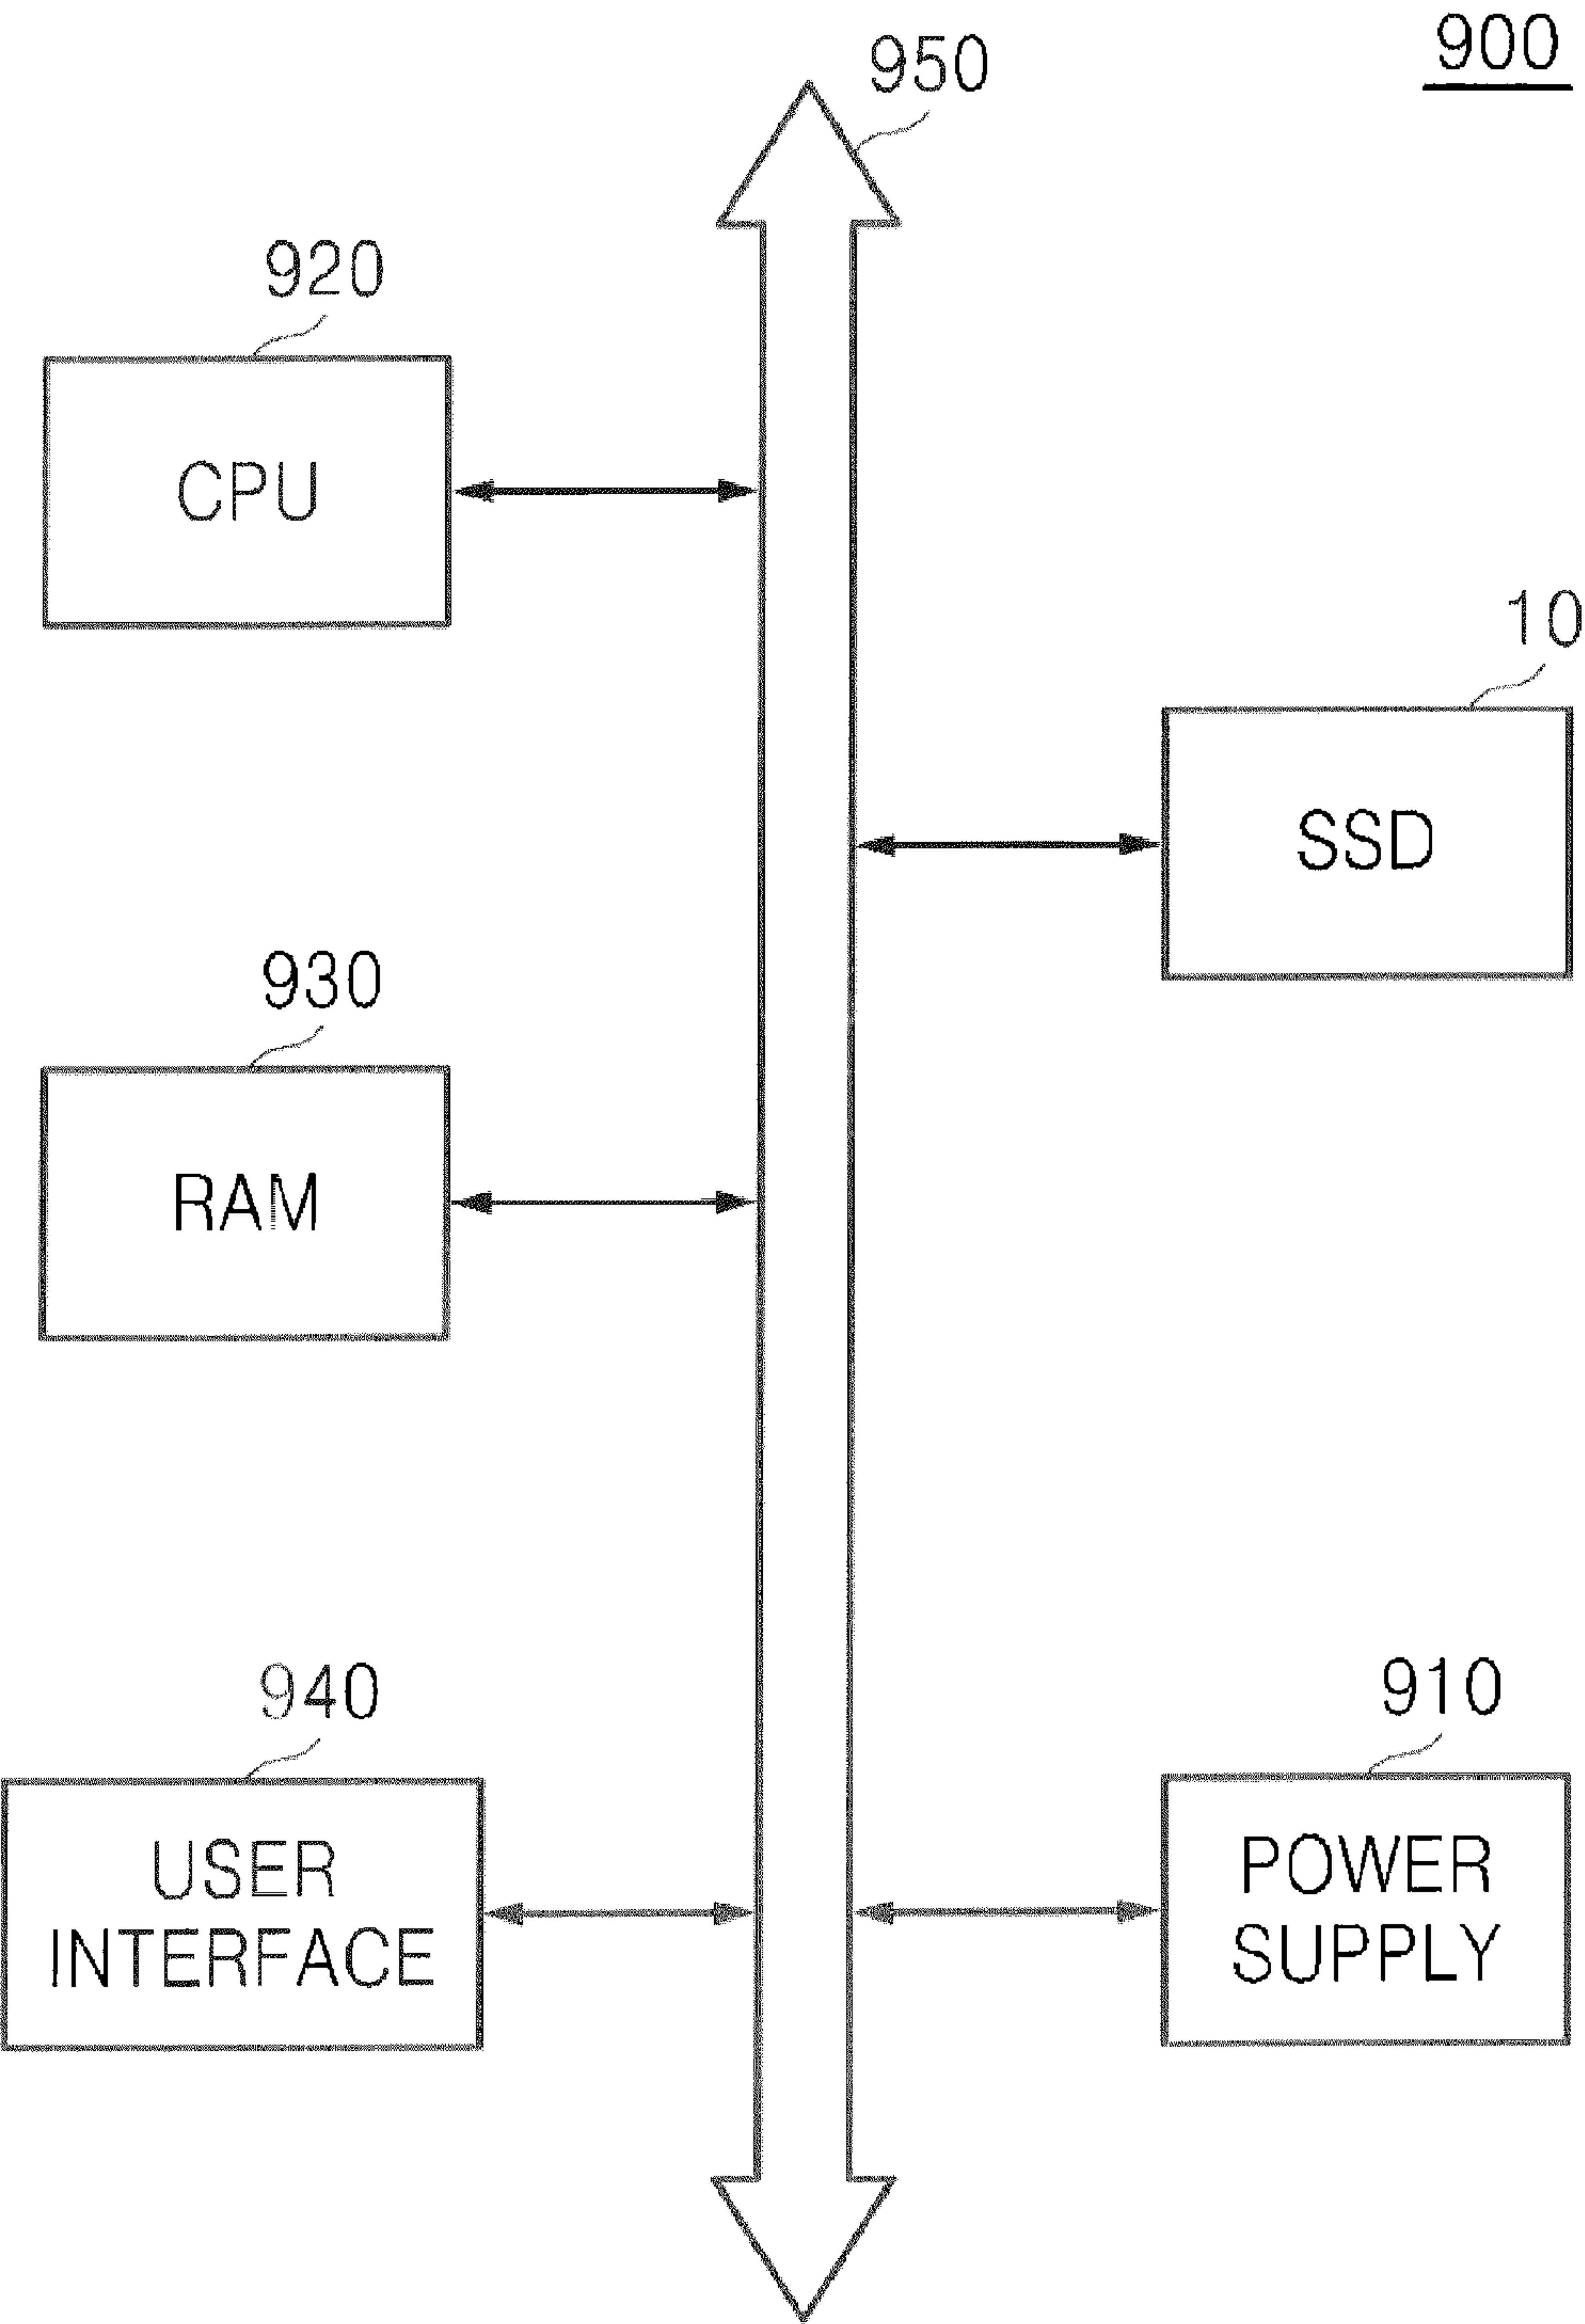 900
950
920
CPU
10
SSD
930
RAM
940
USER
INTERFACE
910
POWER
SUPPLY